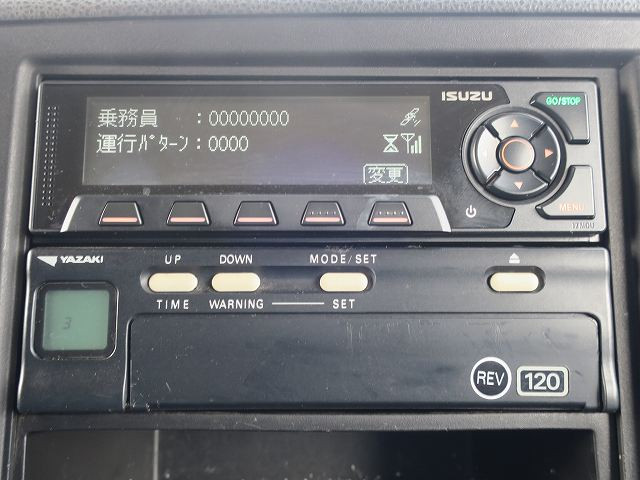 ISUZU
乗務員 :00000000
運行ﾊﾟﾀｰﾝ:0000
変更
GO/STOP
MENU
YAZAKI
UP DOWN MODE/SET
TIME WARNING SET
3
REV 120